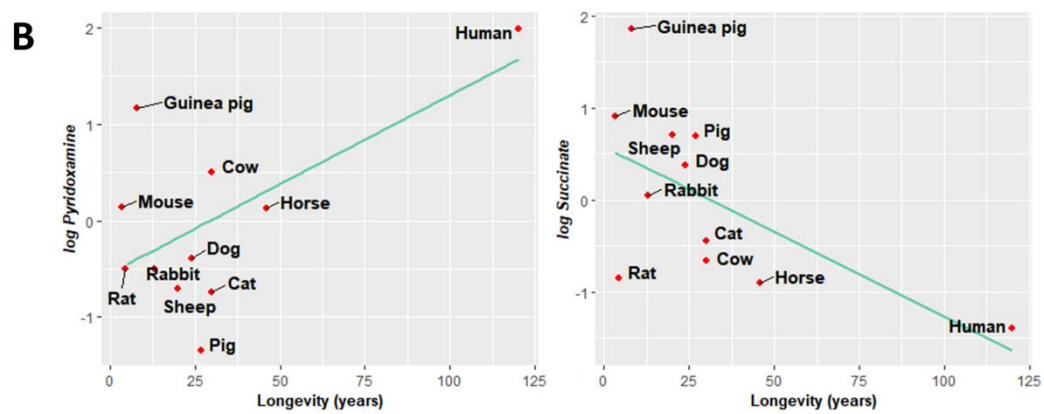 B
log Pyridoxamine
2
1
0
-1
Human
Guinea pig
Cow
Mouse
Horse
Dog
Rabbit
Cat
Rat
Sheep
Pig
0 25 50 75 100 125
Longevity (years)
log Succinate
2
1
0
-1
Guinea pig
Mouse
Pig
Sheep
Dog
Rabbit
Cat
Cow
Rat
Horse
Human
0 25 50 75 100 125
Longevity (years)